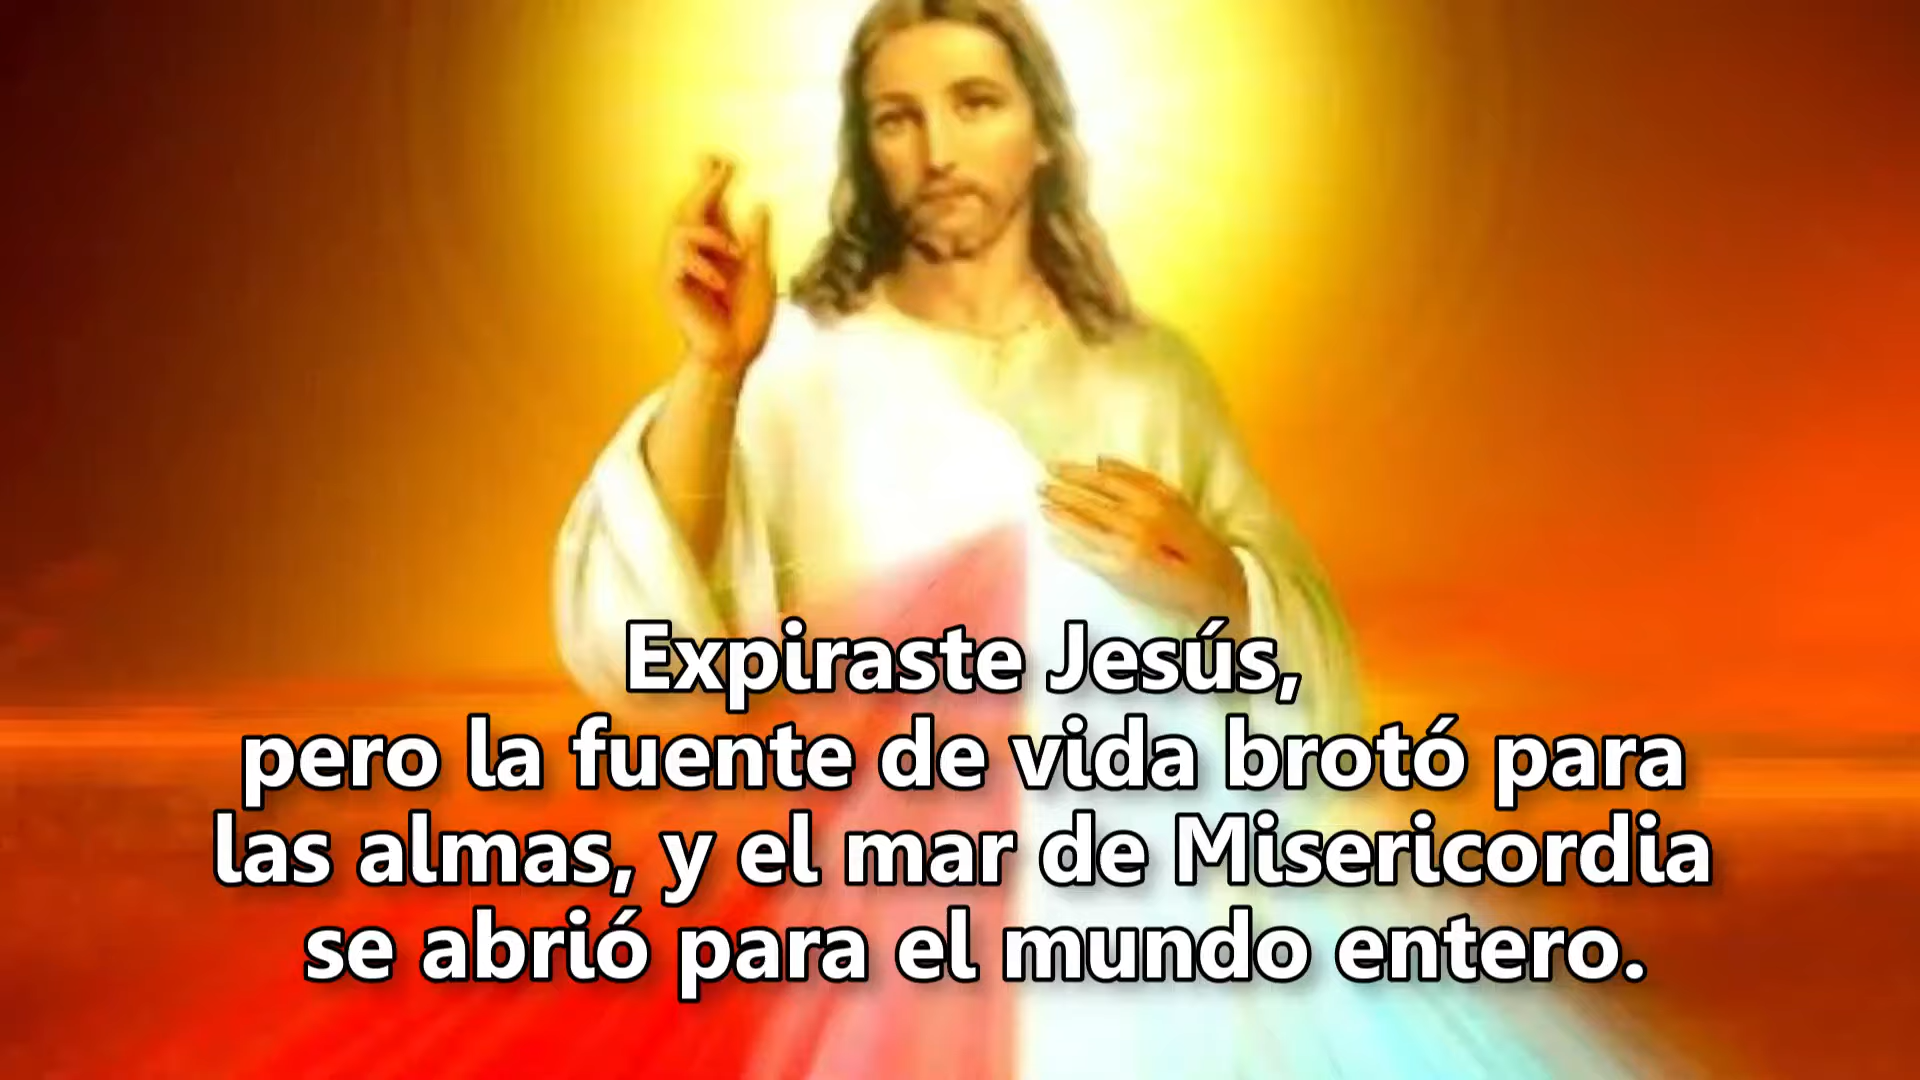 Expiraste Jesús,
pero la fuente de vida brotó para
las almas, y el mar de Misericordia
se abrió para el mundo entero.